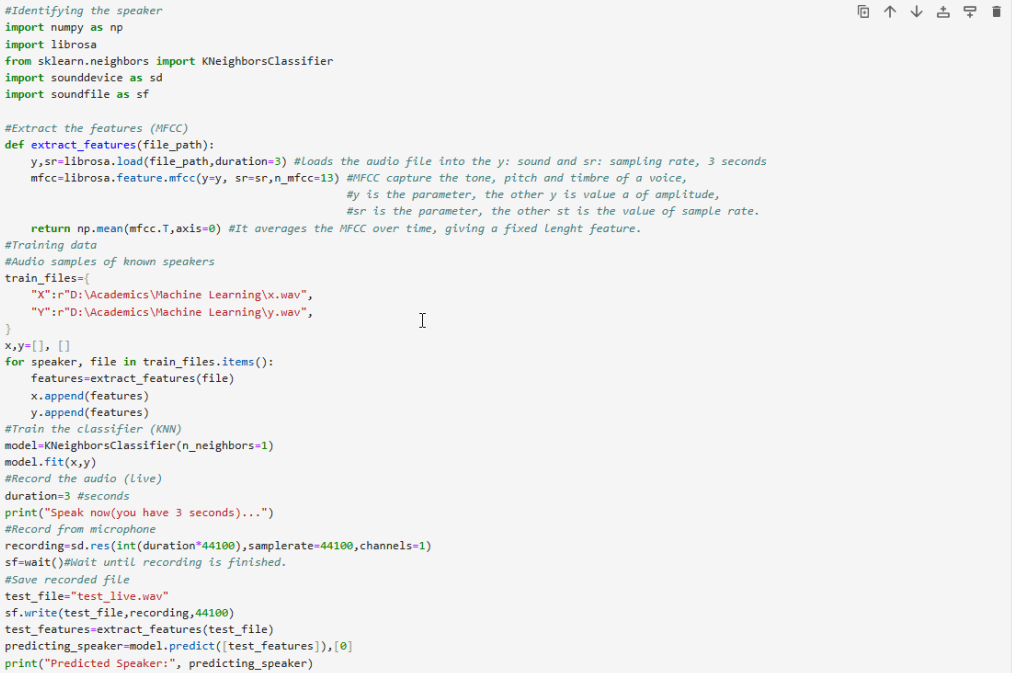 #Identifying the speaker
import numpy as np
import librosa
from sklearn.neighbors import KNeighborsClassifier
import sounddevice as sd
import soundfile as sf

#Extract the features (MFCC)
def extract_features(file_path):
    y,sr=librosa.load(file_path,duration=3) #loads the audio file into the y: sound and sr: sampling rate, 3 seconds
    mfcc=librosa.feature.mfcc(y=y, sr=sr,n_mfcc=13) #MFCC capture the tone, pitch and timbre of a voice,
                                                    #y is the parameter, the other y is value a of amplitude,
                                                    #sr is the parameter, the other st is the value of sample rate.
    return np.mean(mfcc.T,axis=0) #It averages the MFCC over time, giving a fixed lenght feature.
#Training data
#Audio samples of known speakers
train_files={
    "X":r"D:\Academics\Machine Learning\x.wav",
    "Y":r"D:\Academics\Machine Learning\y.wav",
}
x,y=[], []
for speaker, file in train_files.items():
    features=extract_features(file)
    x.append(features)
    y.append(features)
#Train the classifier (KNN)
model=KNeighborsClassifier(n_neighbors=1)
model.fit(x,y)
#Record the audio (live)
duration=3 #seconds
print("Speak now(you have 3 seconds)...")
#Record from microphone
recording=sd.res(int(duration*44100),samplerate=44100,channels=1)
sf=wait()#Wait until recording is finished.
#Save recorded file
test_file="test_live.wav"
sf.write(test_file,recording,44100)
test_features=extract_features(test_file)
predicting_speaker=model.predict([test_features]),[0]
print("Predicted Speaker:", predicting_speaker)